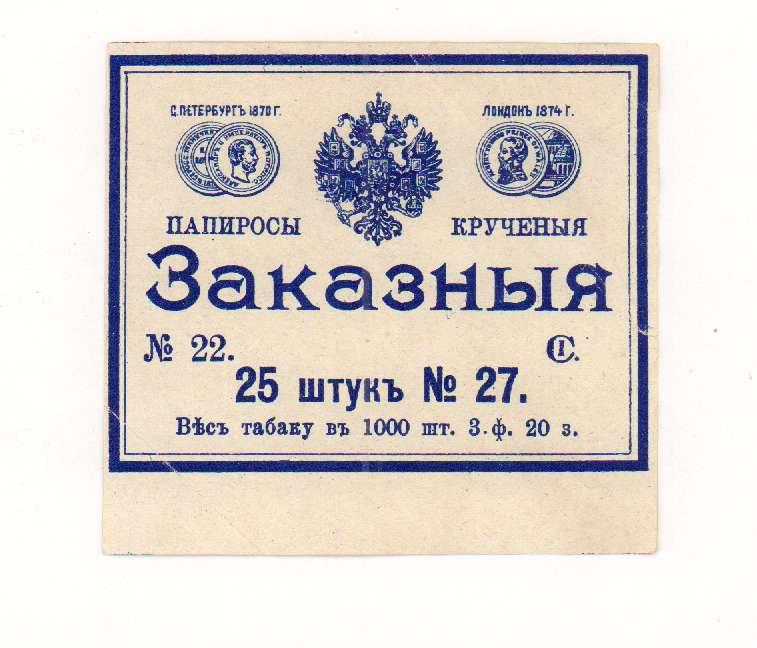 С.ПЕТЕРБУРГЪ 1870 Г.
ЛОНДОНЪ 1874 Г.
ПАПИРОСЫ
КРУЧЕНЫЯ
Заказныя
№ 22.
25 штукъ № 27.
Вѣсъ табаку въ 1000 шт. 3.ф. 20 з.